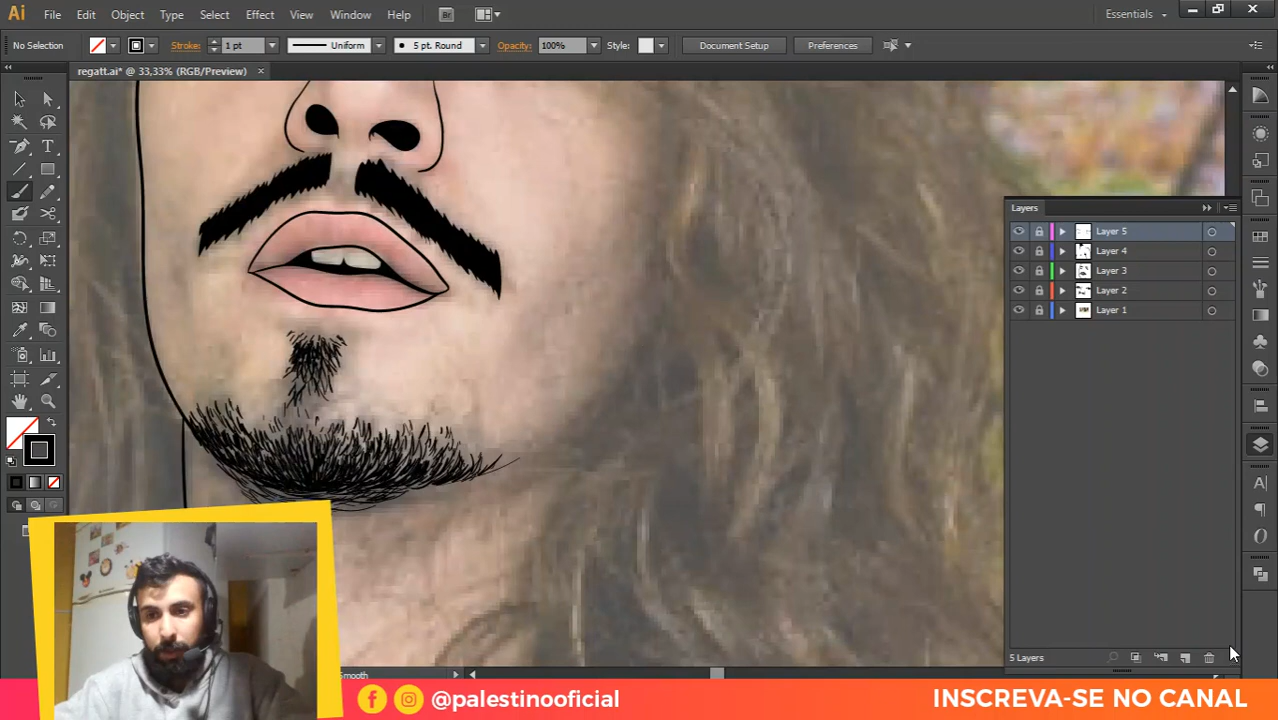 Ai File Edit Object Type Select Effect View Window Help Br Essentials
No Selection Stroke: 1 pt Uniform 5 pt. Round Opacity: 100% Style: Document Setup Preferences
regatt.ai* @ 33,33% (RGB/Preview) ×
Layers
Layer 5
Layer 4
Layer 3
Layer 2
Layer 1
5 Layers
@palestinooficial
INSCREVA-SE NO CANAL